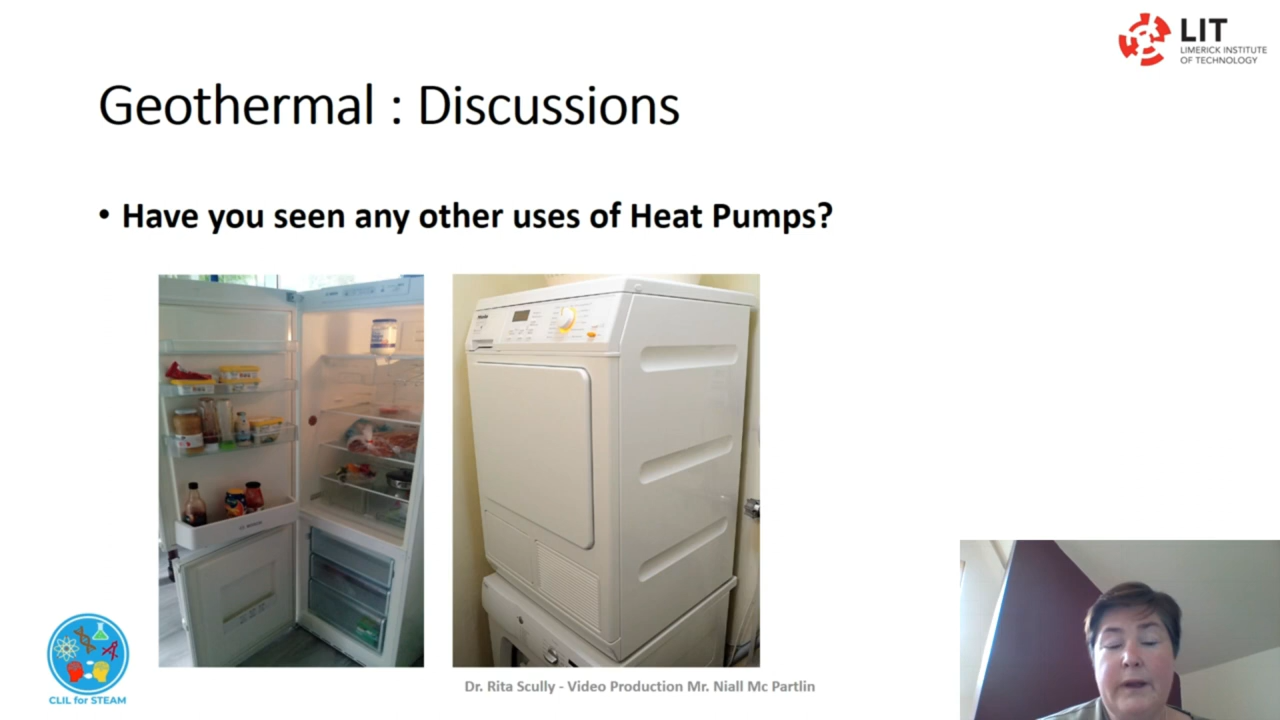 LIT
LIMERICK INSTITUTE
OF TECHNOLOGY
Geothermal : Discussions
• Have you seen any other uses of Heat Pumps?
Miele
CLIL for STEAM
Dr. Rita Scully - Video Production Mr. Niall Mc Partlin